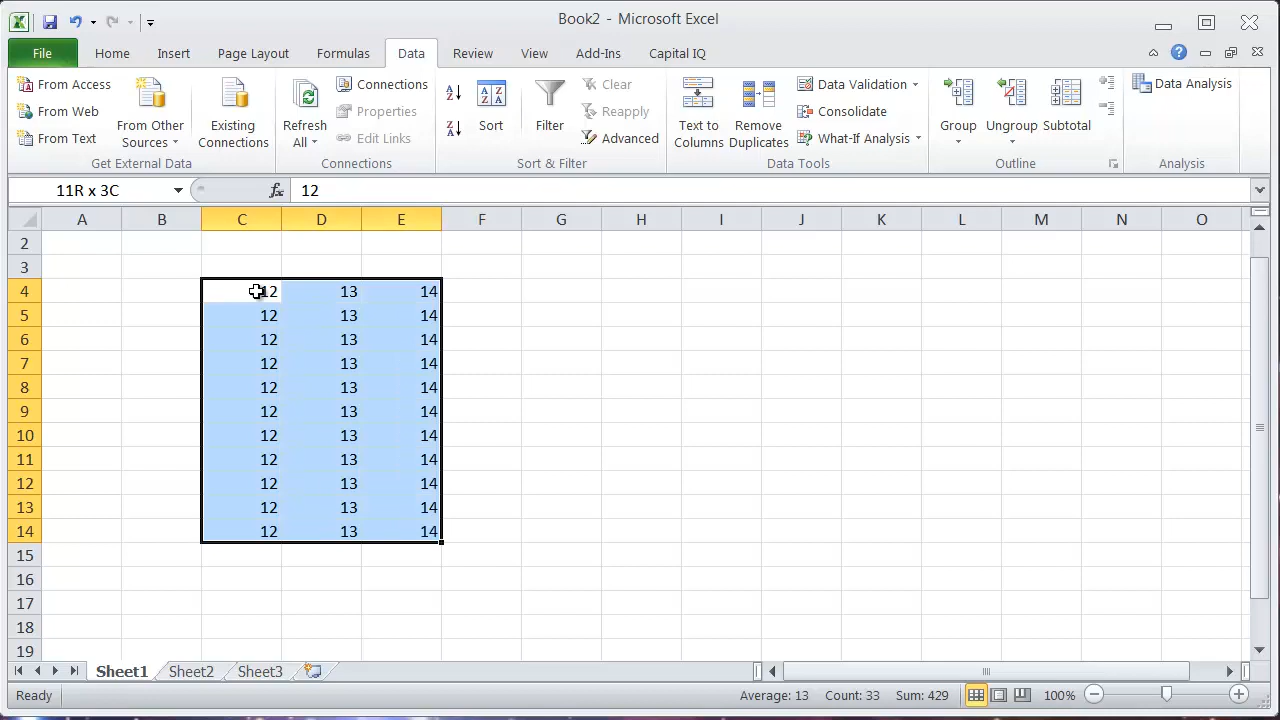 Book2 - Microsoft Excel
File Home Insert Page Layout Formulas Data Review View Add-Ins Capital IQ
From Access
From Web
From Text
From Other
Sources
Existing
Connections
Get External Data
Refresh
All
Connections
Properties
Edit Links
Connections
A Z
Z A
Sort
Filter
Clear
Reapply
Advanced
Sort & Filter
Text to
Columns
Remove
Duplicates
Data Validation
Consolidate
What-If Analysis
Data Tools
Group
Ungroup
Subtotal
Outline
Data Analysis
Analysis
11R x 3C fx 12
A B C D E F G H I J K L M N O
2
3
4 12 13 14
5 12 13 14
6 12 13 14
7 12 13 14
8 12 13 14
9 12 13 14
10 12 13 14
11 12 13 14
12 12 13 14
13 12 13 14
14 12 13 14
15
16
17
18
19
Sheet1 Sheet2 Sheet3
Ready Average: 13 Count: 33 Sum: 429 100%